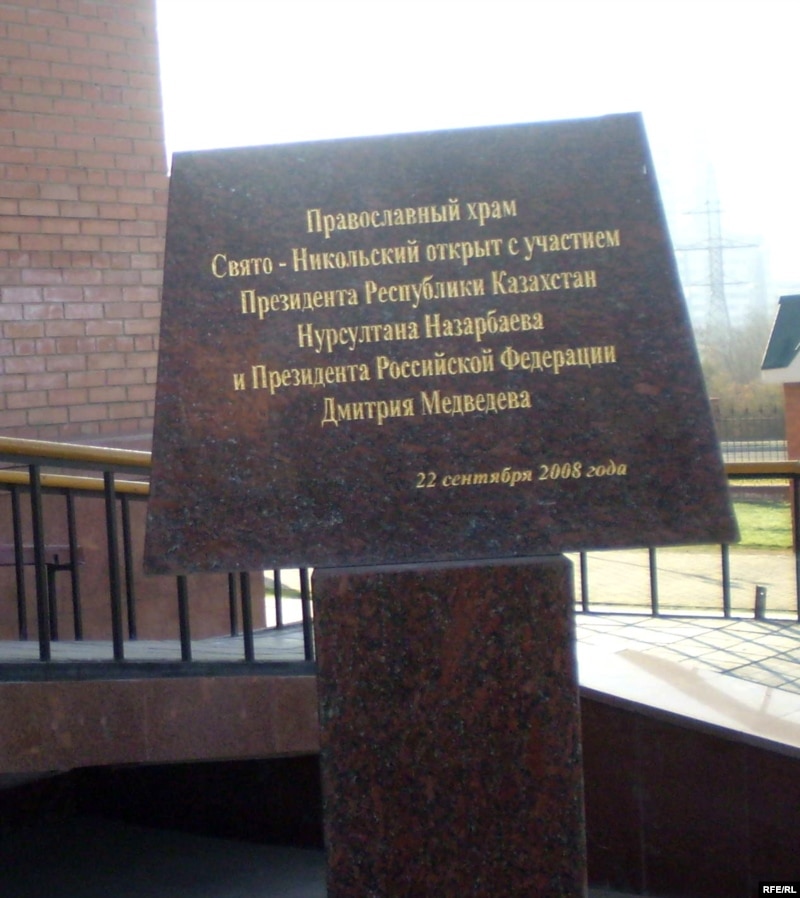 Православный храм
Свято - Никольский открыт с участием
Президента Республики Казахстан
Нурсултана Назарбаева
и Президента Российской Федерации
Дмитрия Медведева
22 сентября 2008 года
RFE/RL